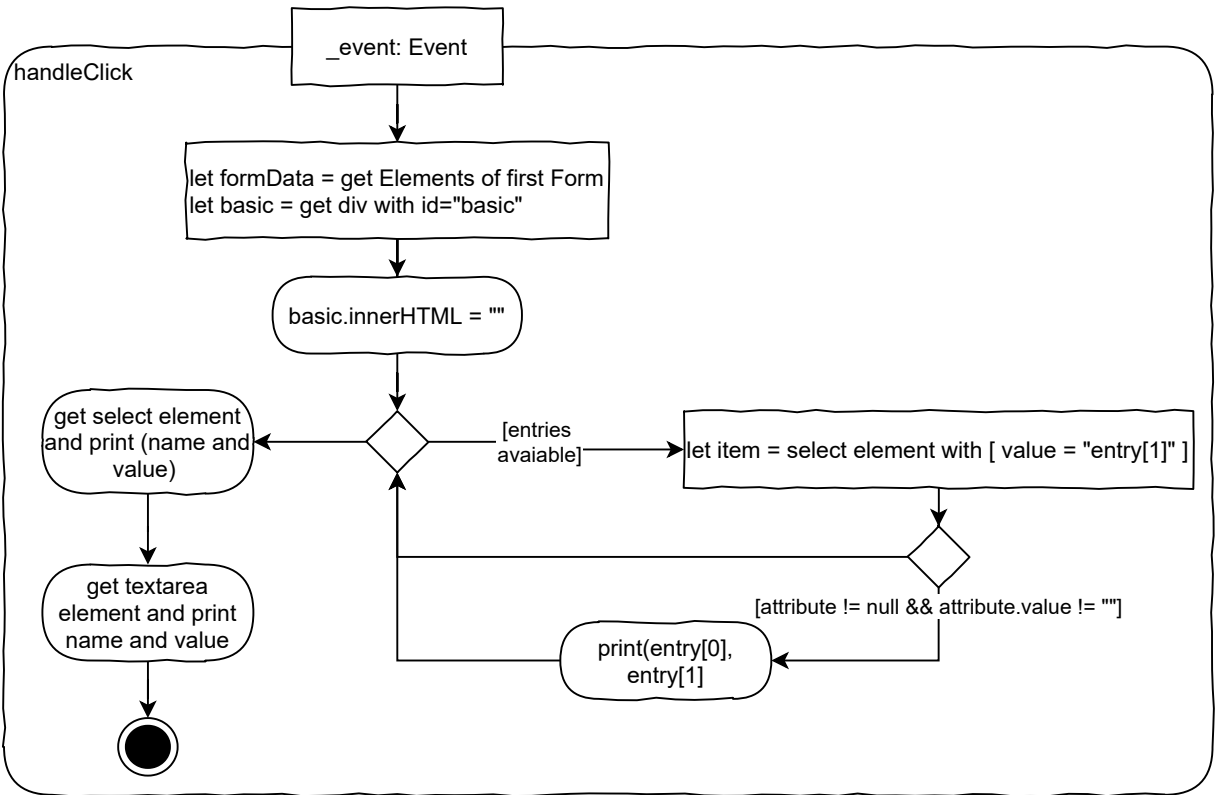 _event: Event
handleClick
let formData = get Elements of first Form
let basic = get div with id="basic"
basic.innerHTML = ""
get select element
and print (name and
value)
[entries
avaiable]
let item = select element with [ value = "entry[1]" ]
get textarea
element and print
name and value
[attribute != null && attribute.value != ""]
print(entry[0],
entry[1]